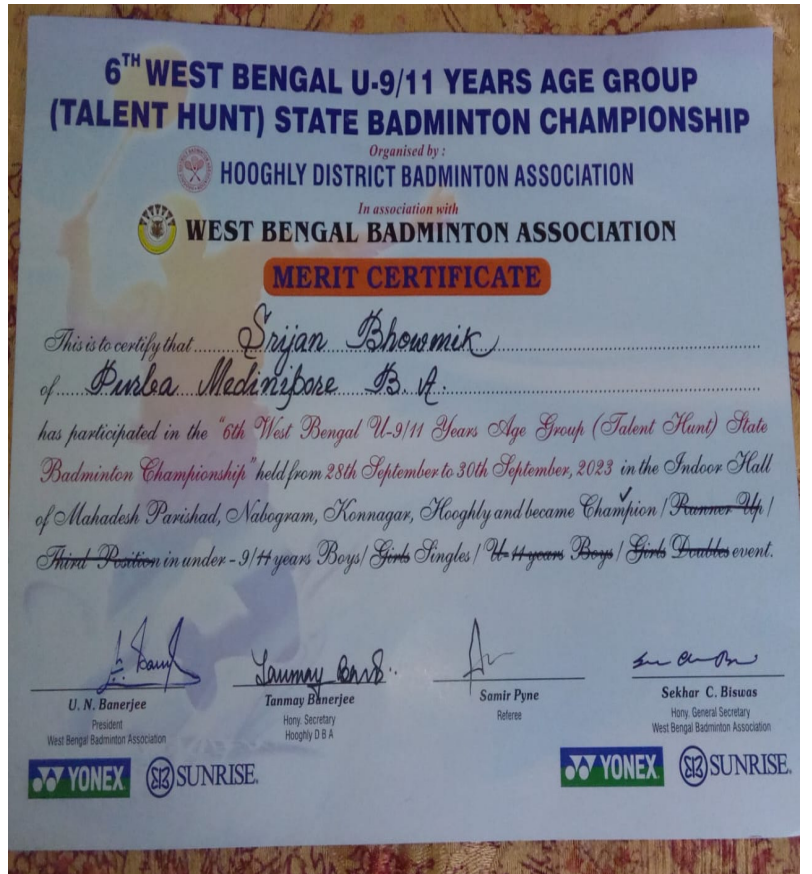 6TH WEST BENGAL U-9/11 YEARS AGE GROUP
(TALENT HUNT) STATE BADMINTON CHAMPIONSHIP
Organised by :
HOOGHLY DISTRICT BADMINTON ASSOCIATION
In association with
WEST BENGAL BADMINTON ASSOCIATION
MERIT CERTIFICATE
This is to certify that Srijan Bhowmik
of Purba Medinipore B.A.
has participated in the "6th West Bengal U-9/11 Years Age Group (Talent Hunt) State
Badminton Championship" held from 28th September to 30th September, 2023 in the Indoor Hall
of Mahadesh Parishad, Nabogram, Konnagar, Hooghly and became Champion / Runner Up /
Third Position in under -9/11 years Boys/ Girls Singles / U-11 years Boys / Girls Doubles event.
Tanmay Banerjee
U. N. Banerjee Tanmay Banerjee Samir Pyne Sekhar C. Biswas
President Hony. Secretary Referee Hony. General Secretary
West Bengal Badminton Association Hooghly D B A West Bengal Badminton Association
YONEX SUNRISE. YONEX SUNRISE.